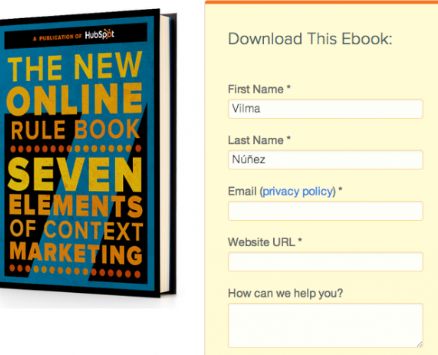 A PUBLICATION OF HubSpot
THE NEW
ONLINE
RULE BOOK
SEVEN
ELEMENTS
OF CONTEXT
MARKETING
Download This Ebook:
First Name *
Vilma
Last Name *
Núñez
Email (privacy policy) *
Website URL *
How can we help you?